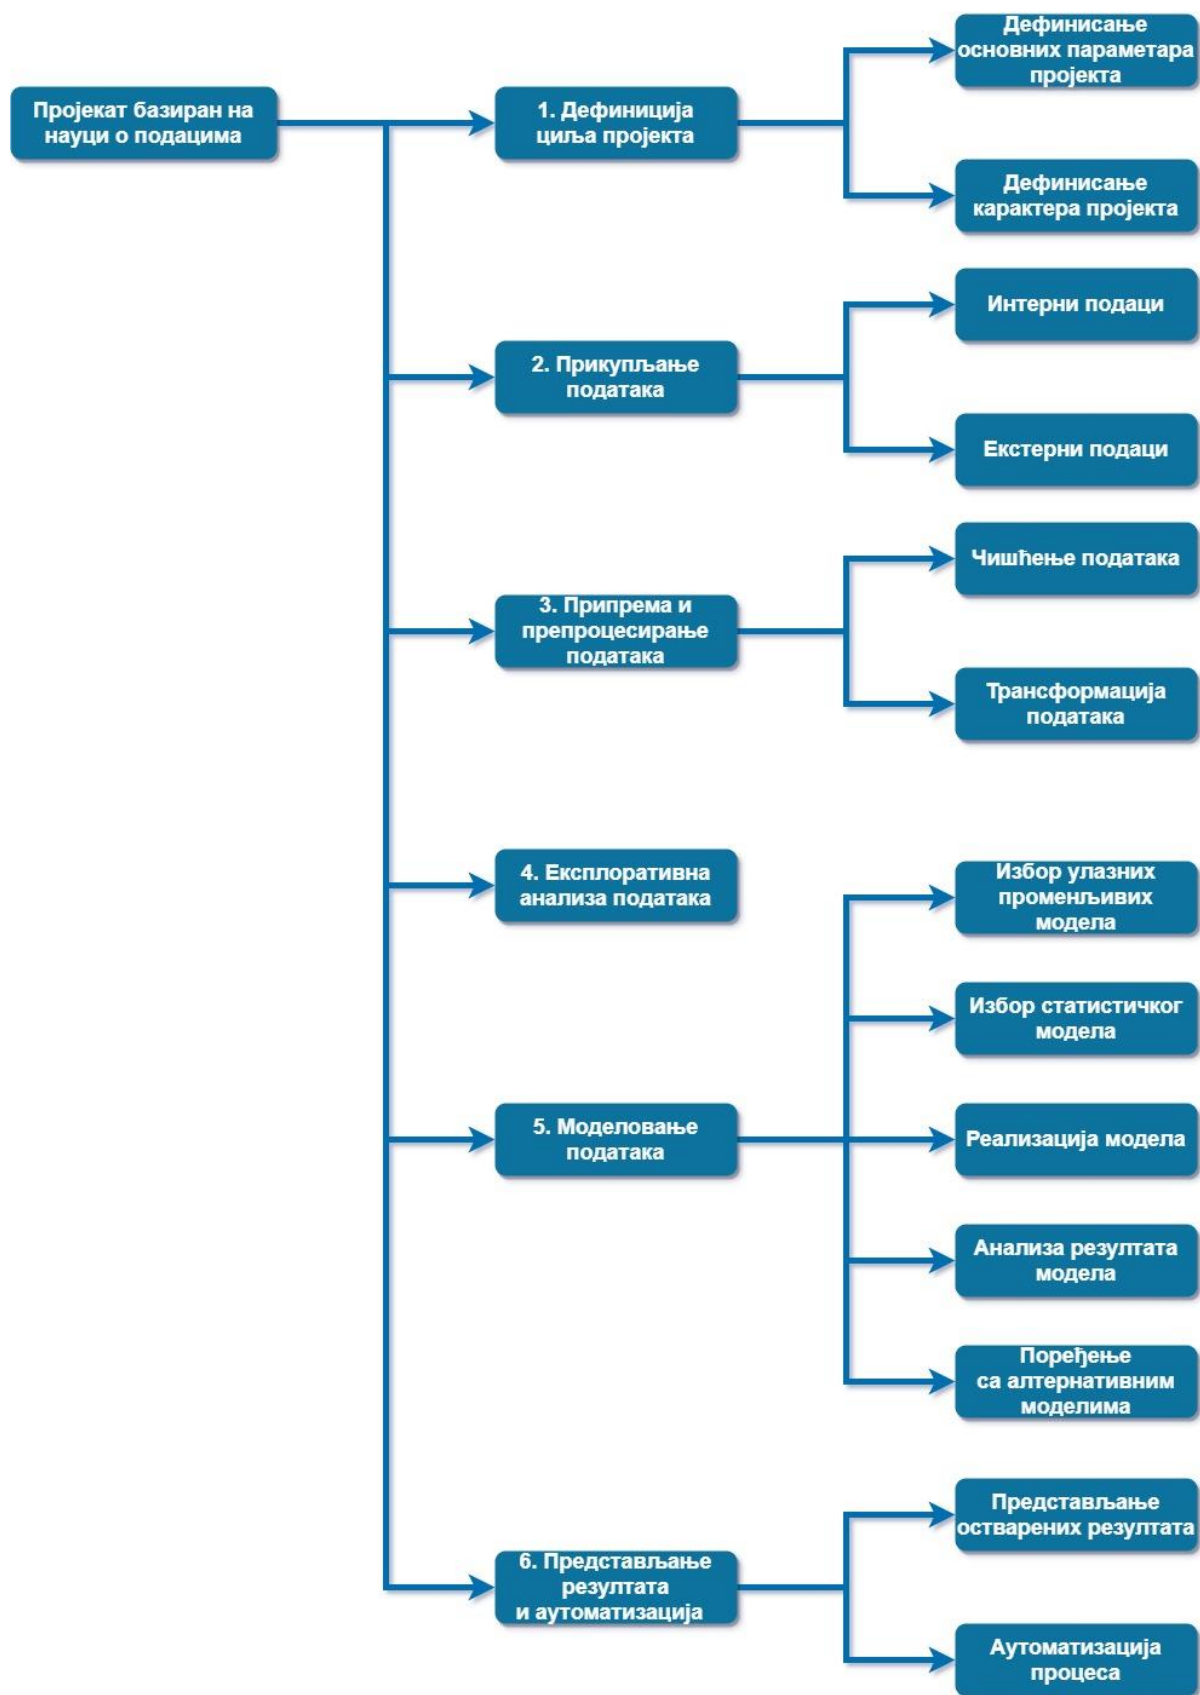 Пројекат базиран на
науци о подацима
1. Дефиниција
циља пројекта
Дефинисање
основних параметара
пројекта
Дефинисање
карактера пројекта
2. Прикупљање
података
Интерни подаци
Екстерни подаци
3. Припрема и
препроцесирање
података
Чишћење података
Трансформација
података
4. Експлоративна
анализа података
5. Моделовање
података
Избор улазних
променљивих
модела
Избор статистичког
модела
Реализација модела
Анализа резултата
модела
Поређење
са алтернативним
моделима
6. Представљање
резултата
и аутоматизација
Представљање
остварених резултата
Аутоматизација
процеса